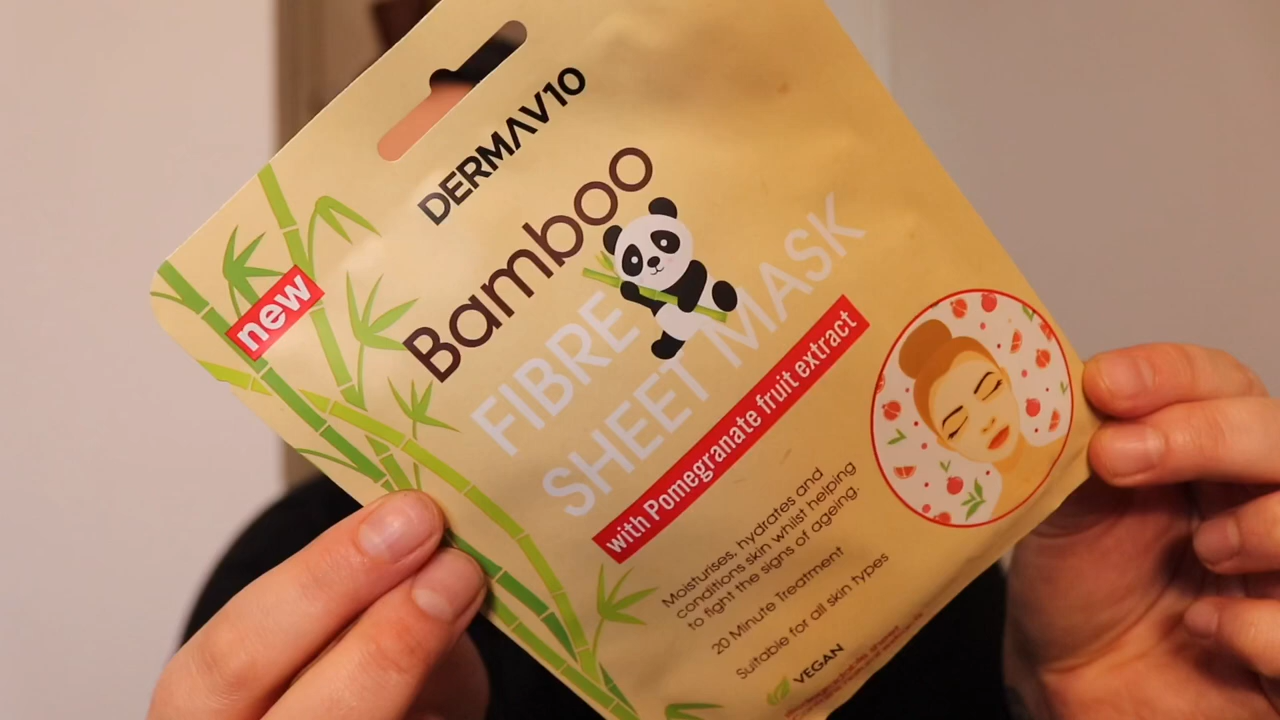 DERMAV10
Bamboo
FIBRE
SHEET MASK
new
with Pomegranate fruit extract
Moisturises, hydrates and
conditions skin whilst helping
to fight the signs of ageing.
20 Minute Treatment
Suitable for all skin types
VEGAN